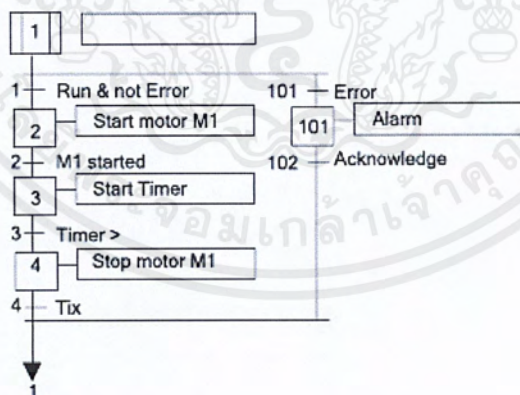 1
1 Run & not Error
101 Error
2 Start motor M1
101 Alarm
2 M1 started
102 Acknowledge
3 Start Timer
3 Timer >
4 Stop motor M1
4 Tix
1